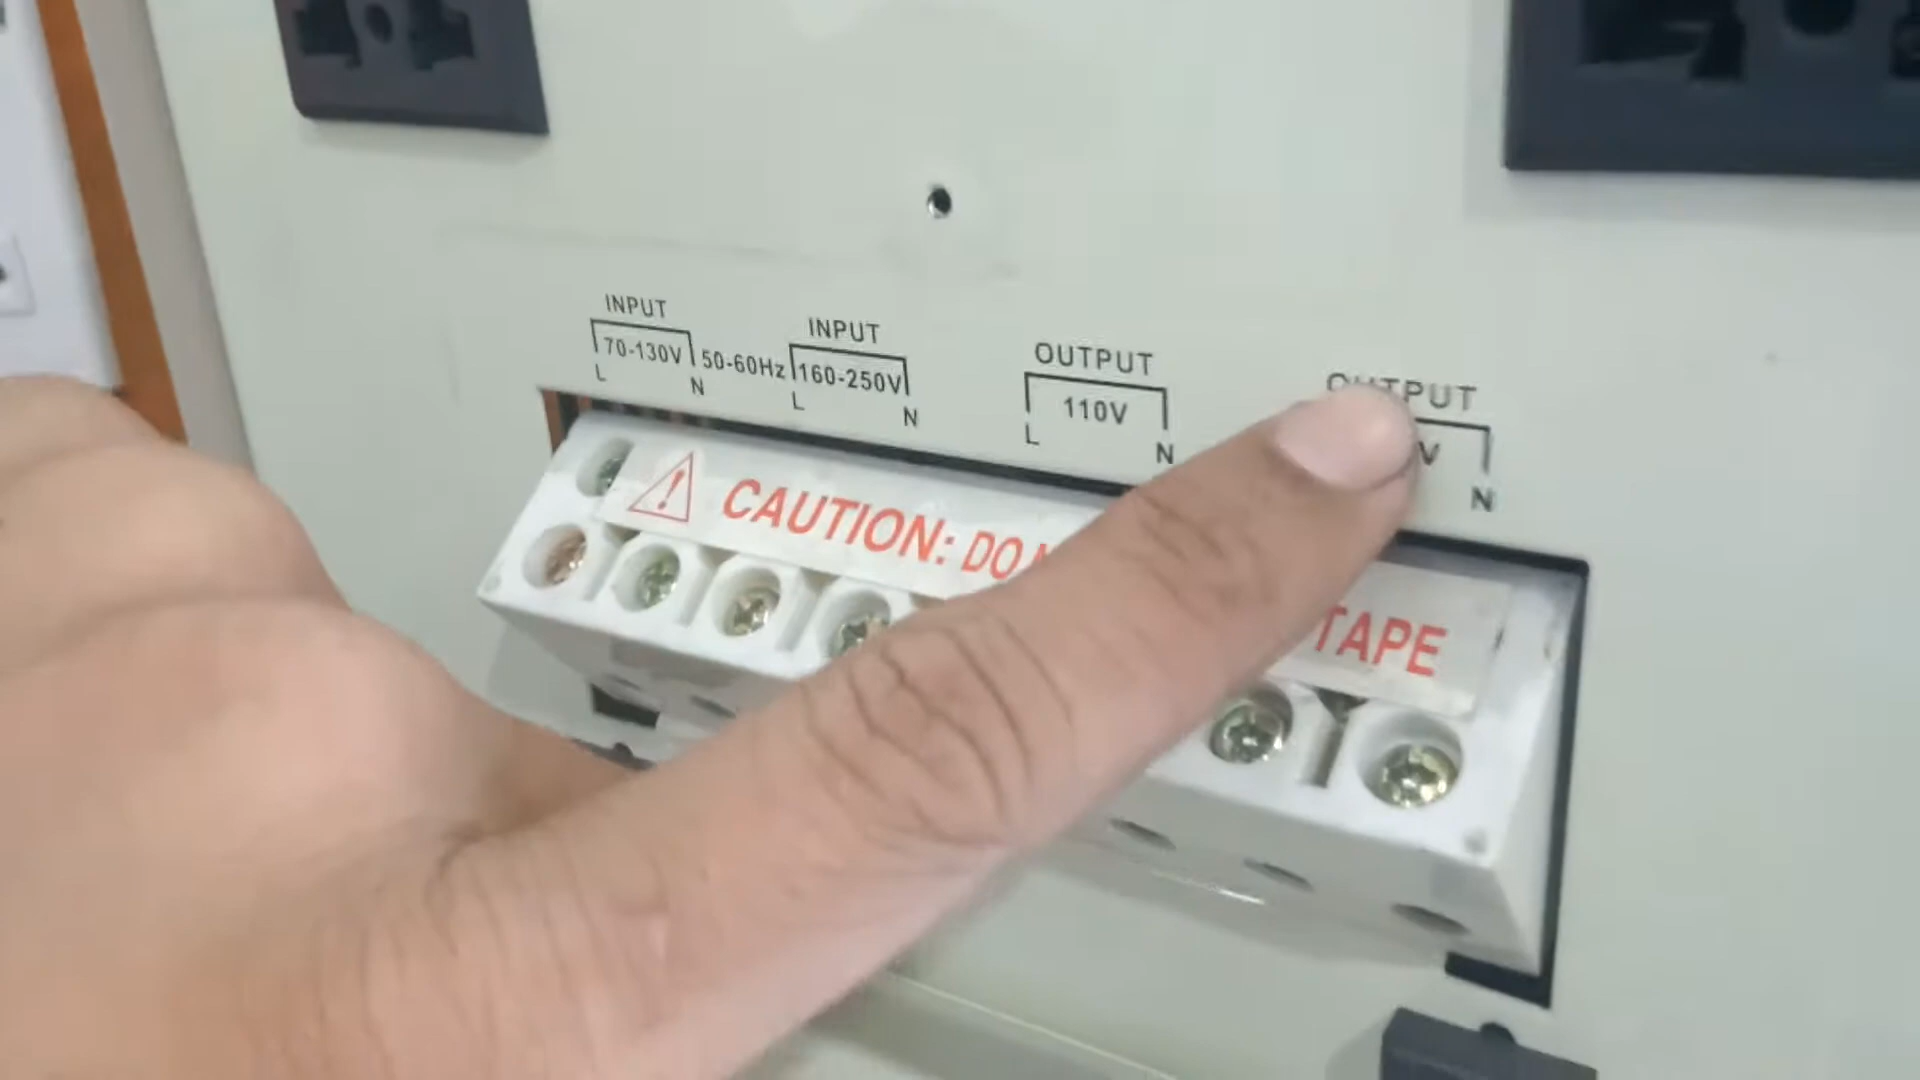 INPUT
70-130V
L N
50-60Hz
INPUT
160-250V
L N
OUTPUT
110V
L N
OUTPUT
V
N
CAUTION: DO
TAPE